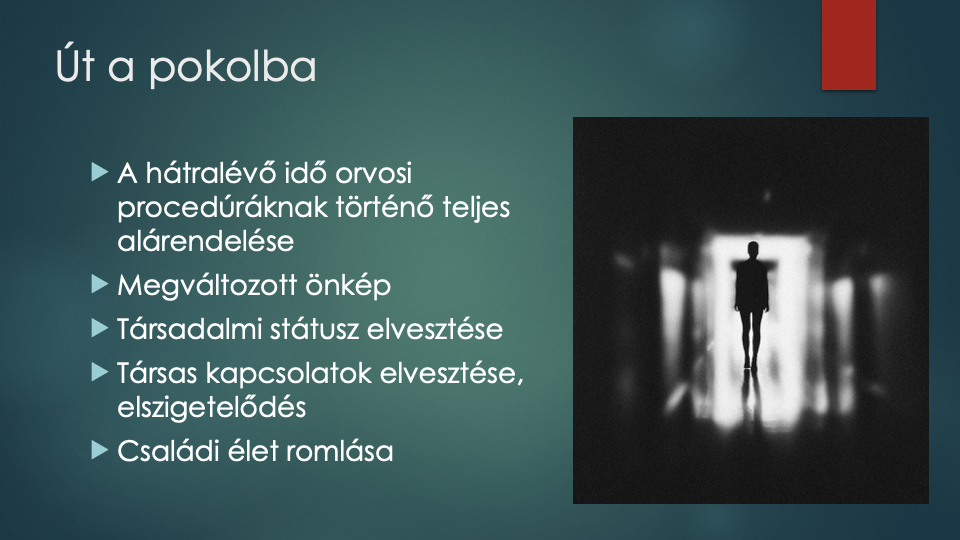 Út a pokolba
A hátralévő idő orvosi
procedúráknak történő teljes
alárendelése
Megváltozott önkép
Társadalmi státusz elvesztése
Társas kapcsolatok elvesztése,
elszigetelődés
Családi élet romlása